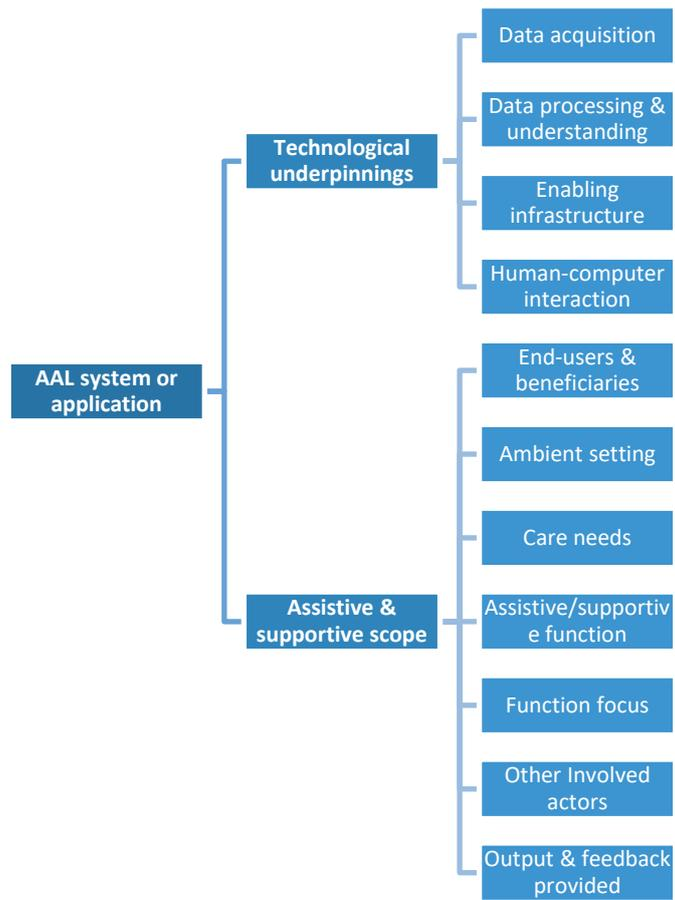 AAL system or
application
Technological
underpinnings
Data acquisition
Data processing &
understanding
Enabling
infrastructure
Human-computer
interaction
Assistive &
supportive scope
End-users &
beneficiaries
Ambient setting
Care needs
Assistive/supportiv
e function
Function focus
Other Involved
actors
Output & feedback
provided